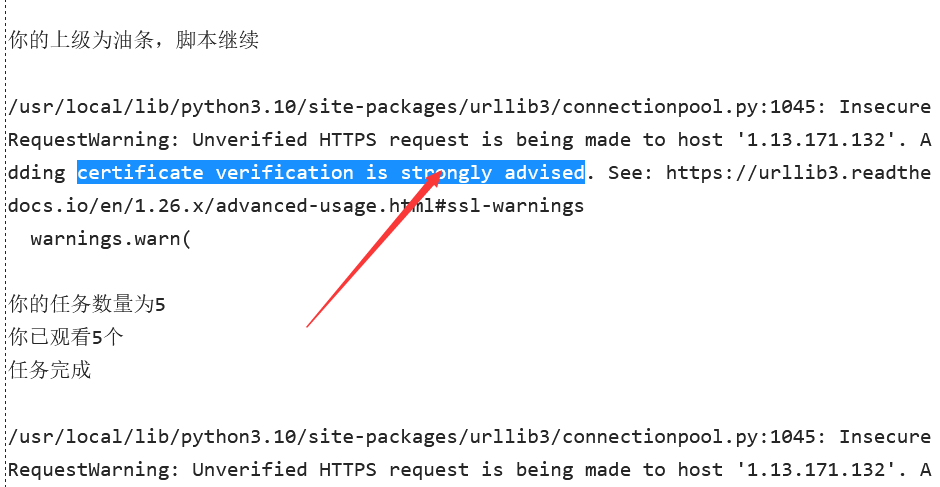 你的上级为油条，脚本继续
/usr/local/lib/python3.10/site-packages/urllib3/connectionpool.py:1045: Insecure
RequestWarning: Unverified HTTPS request is being made to host '1.13.171.132'. A
dding certificate verification is strongly advised. See: https://urllib3.readthe
docs.io/en/1.26.x/advanced-usage.html#ssl-warnings
  warnings.warn(
你的任务数量为5
你已观看5个
任务完成
/usr/local/lib/python3.10/site-packages/urllib3/connectionpool.py:1045: Insecure
RequestWarning: Unverified HTTPS request is being made to host '1.13.171.132'. A